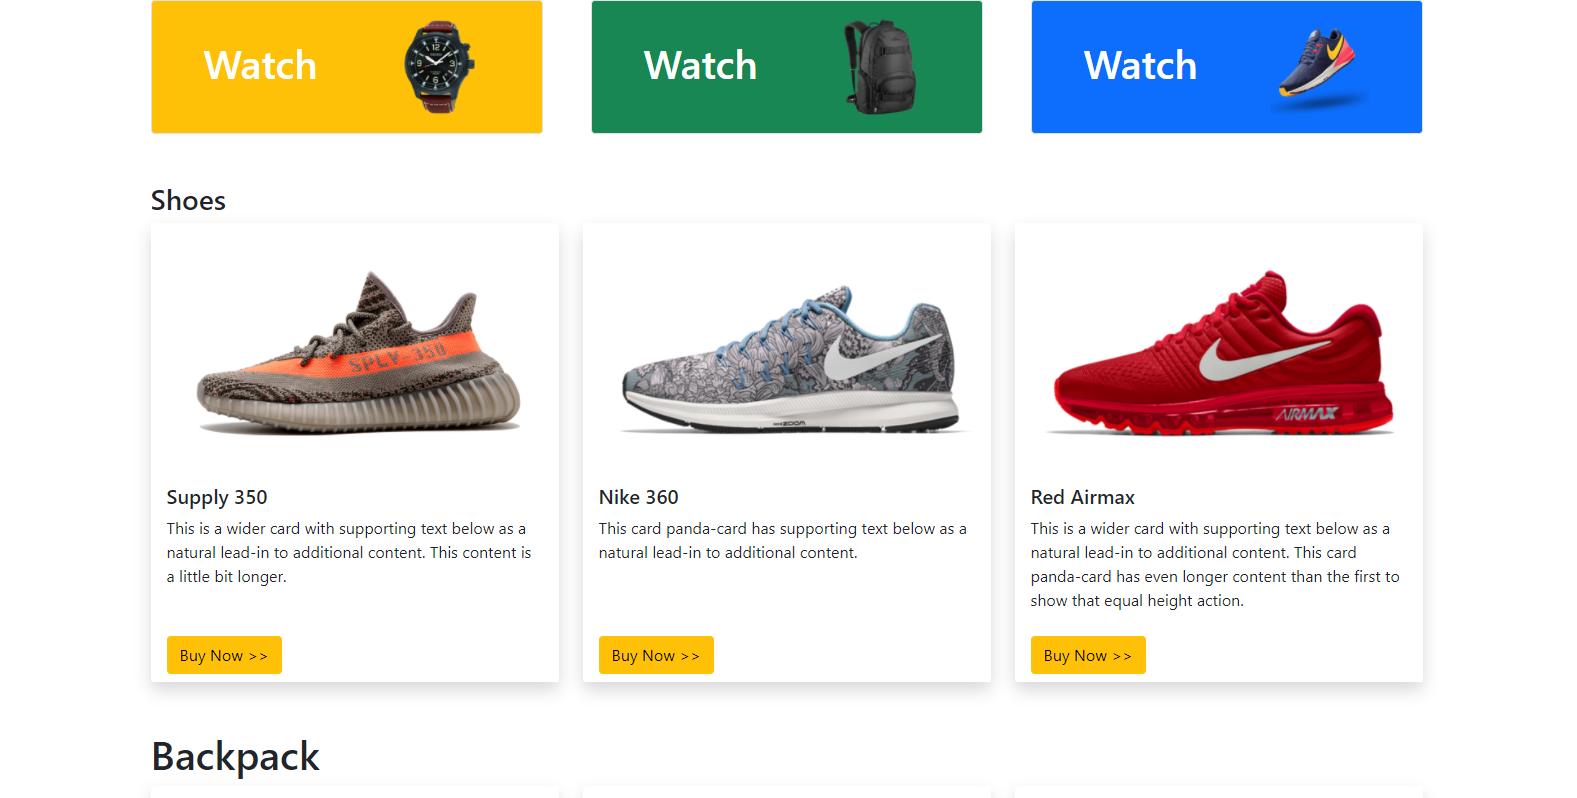 Watch
Watch
Watch
Shoes
SPLY-350
ZOOM
AIRMAX
Supply 350
This is a wider card with supporting text below as a
natural lead-in to additional content. This content is
a little bit longer.
Buy Now >>
Nike 360
This card panda-card has supporting text below as a
natural lead-in to additional content.
Buy Now >>
Red Airmax
This is a wider card with supporting text below as a
natural lead-in to additional content. This card
panda-card has even longer content than the first to
show that equal height action.
Buy Now >>
Backpack